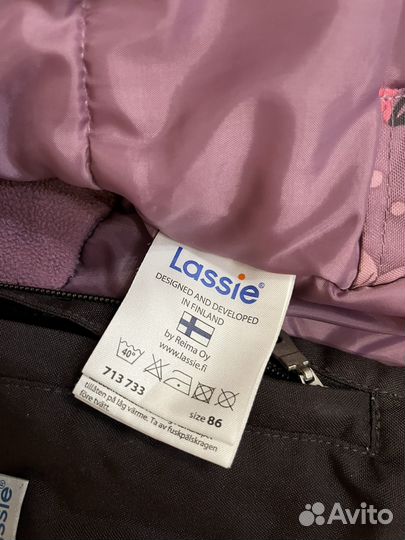 Lassie®
DESIGNED AND DEVELOPED
IN FINLAND
by Reima Oy
www.lassie.fi
40°
713 733
size 86
tillåten på låg värme. Ta av fuskpälskragen
före tvätt.
ssie®
Avito